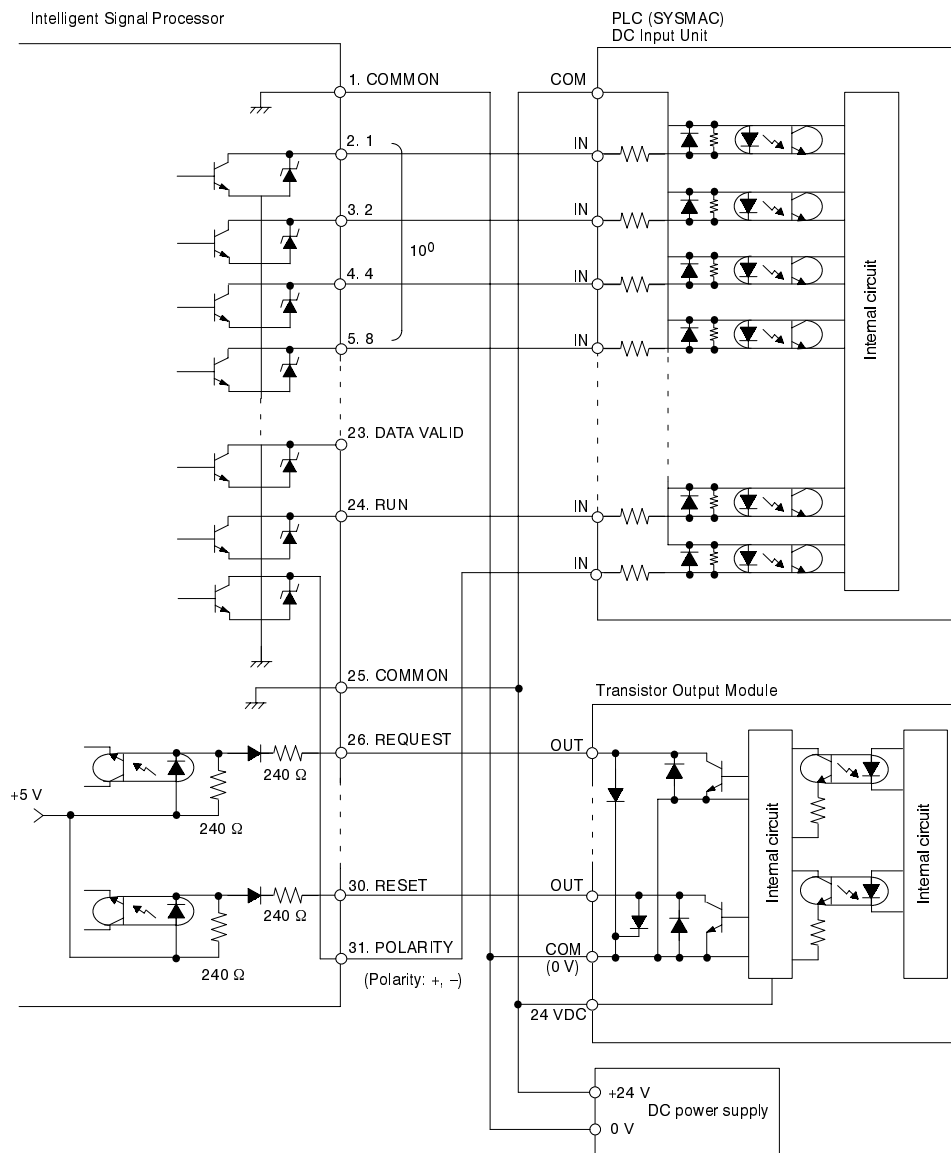 Intelligent Signal Processor
PLC (SYSMAC)
DC Input Unit
1. COMMON
COM
2. 1
IN
3. 2
IN
10⁰
4. 4
IN
5. 8
IN
Internal circuit
23. DATA VALID
24. RUN
IN
IN
25. COMMON
Transistor Output Module
26. REQUEST
OUT
240 Ω
+5 V
240 Ω
Internal circuit
Internal circuit
30. RESET
OUT
240 Ω
31. POLARITY
COM
(0 V)
240 Ω
(Polarity: +, –)
24 VDC
+24 V
DC power supply
0 V